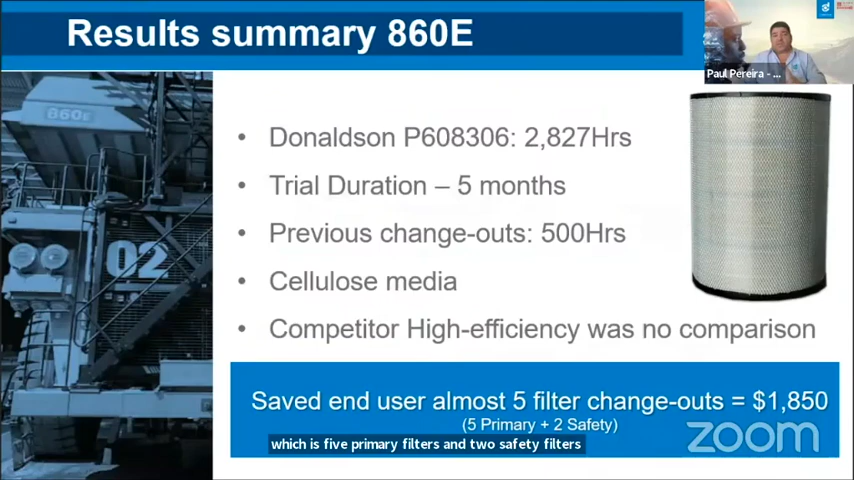 Results summary 860E
Paul Pereira - ...
860E
02
• Donaldson P608306: 2,827Hrs
• Trial Duration – 5 months
• Previous change-outs: 500Hrs
• Cellulose media
• Competitor High-efficiency was no comparison
Saved end user almost 5 filter change-outs = $1,850
(5 Primary + 2 Safety)
which is five primary filters and two safety filters
zoom